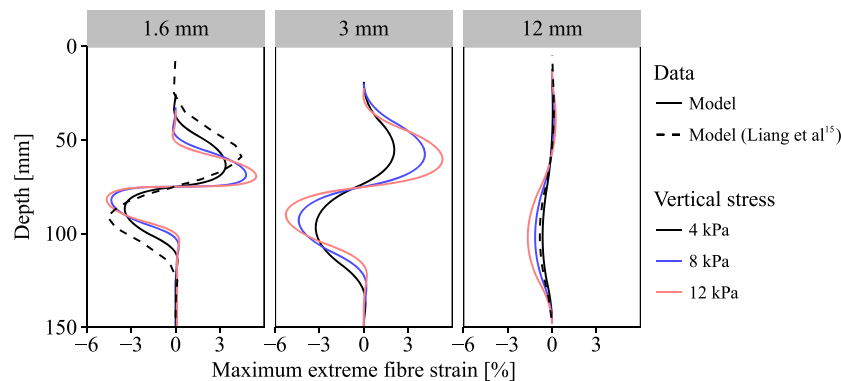 1.6 mm 3 mm 12 mm
0
50
100
150
Depth [mm]
−6 −3 0 3 −6 −3 0 3 −6 −3 0 3
Maximum extreme fibre strain [%]
Data
Model
Model (Liang et al¹⁵)
Vertical stress
4 kPa
8 kPa
12 kPa